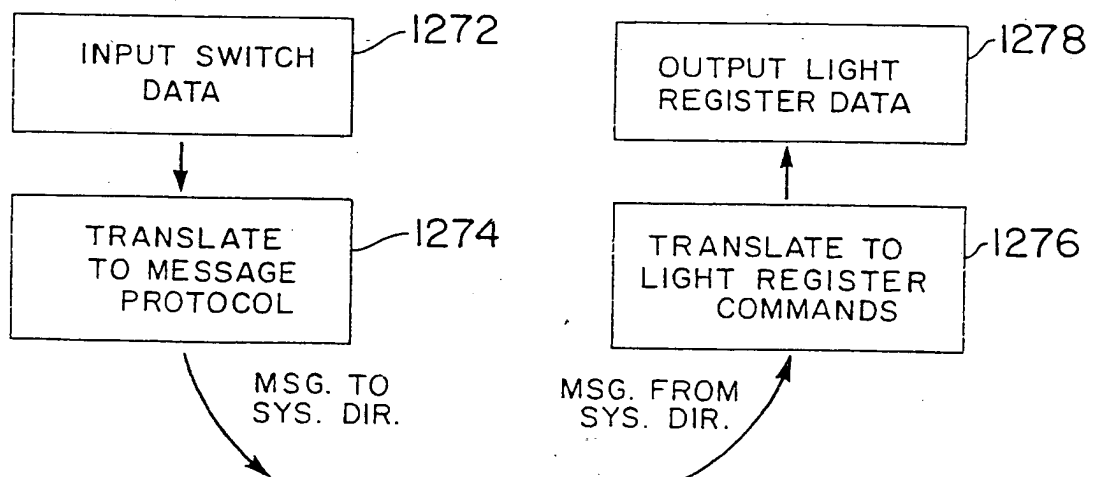 INPUT SWITCH
DATA
1272
TRANSLATE
TO MESSAGE
PROTOCOL
1274
MSG. TO
SYS. DIR.
OUTPUT LIGHT
REGISTER DATA
1278
TRANSLATE TO
LIGHT REGISTER
COMMANDS
1276
MSG. FROM
SYS. DIR.